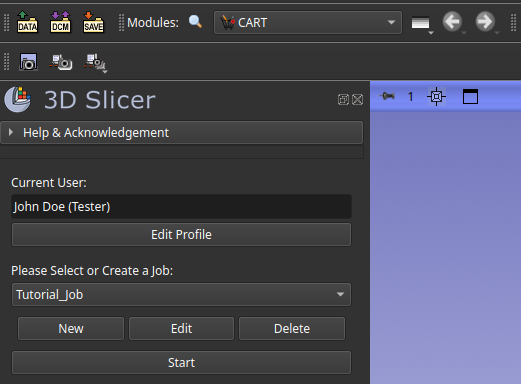 DATA
DCM
SAVE
Modules:
CART
3D Slicer
Help & Acknowledgement
1
Current User:
John Doe (Tester)
Edit Profile
Please Select or Create a Job:
Tutorial_Job
New
Edit
Delete
Start